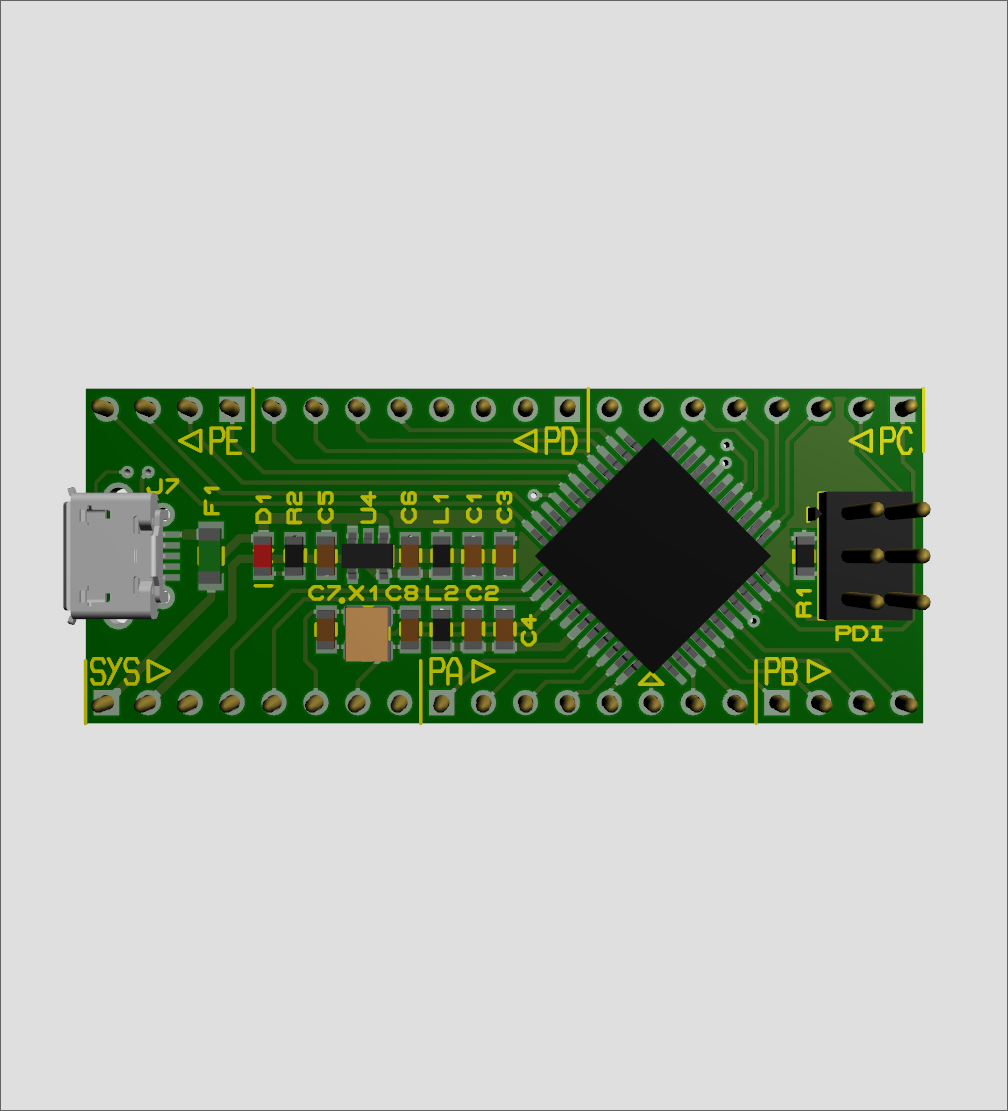 PE PD PC
J7 F1 D1 R2 C5 U4 C6 L1 C1 C3
C7 X1 C8 L2 C2 R1
C4 PDI
SYS PA PB